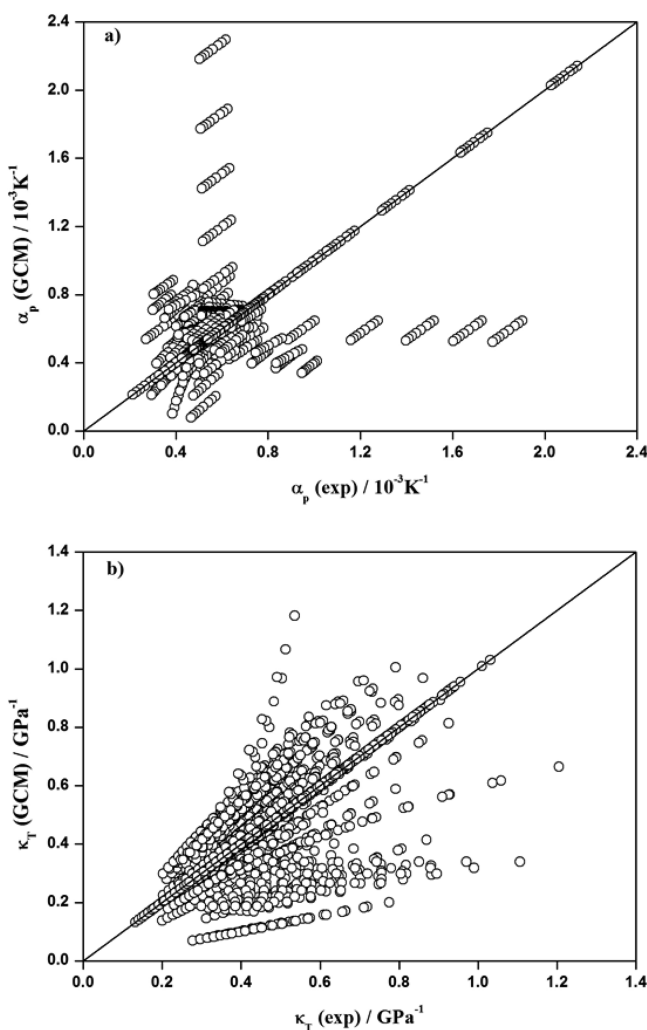 a)
2.4
2.0
1.6
1.2
0.8
0.4
0.0
α_p (GCM) / 10⁻³K⁻¹
0.0 0.4 0.8 1.2 1.6 2.0 2.4
α_p (exp) / 10⁻³K⁻¹
b)
1.4
1.2
1.0
0.8
0.6
0.4
0.2
0.0
κ_T (GCM) / GPa⁻¹
0.0 0.2 0.4 0.6 0.8 1.0 1.2 1.4
κ_T (exp) / GPa⁻¹